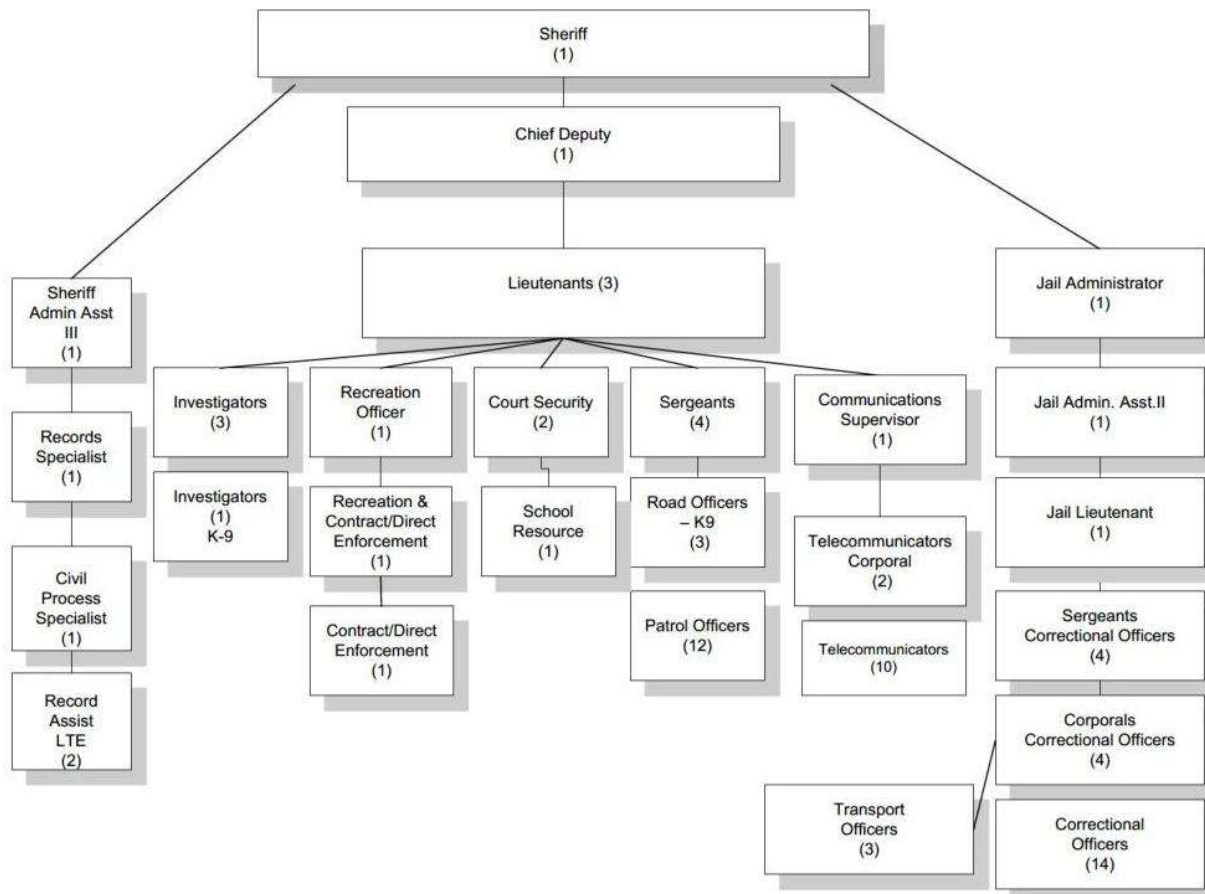 Sheriff
(1)
Chief Deputy
(1)
Lieutenants (3)
Sheriff
Admin Asst
III
(1)
Records
Specialist
(1)
Civil
Process
Specialist
(1)
Record
Assist
LTE
(2)
Investigators
(3)
Investigators
(1)
K-9
Recreation
Officer
(1)
Recreation &
Contract/Direct
Enforcement
(1)
Contract/Direct
Enforcement
(1)
Court Security
(2)
School
Resource
(1)
Sergeants
(4)
Road Officers
– K9
(3)
Patrol Officers
(12)
Communications
Supervisor
(1)
Telecommunicators
Corporal
(2)
Telecommunicators
(10)
Jail Administrator
(1)
Jail Admin. Asst.II
(1)
Jail Lieutenant
(1)
Sergeants
Correctional Officers
(4)
Corporals
Correctional Officers
(4)
Transport
Officers
(3)
Correctional
Officers
(14)